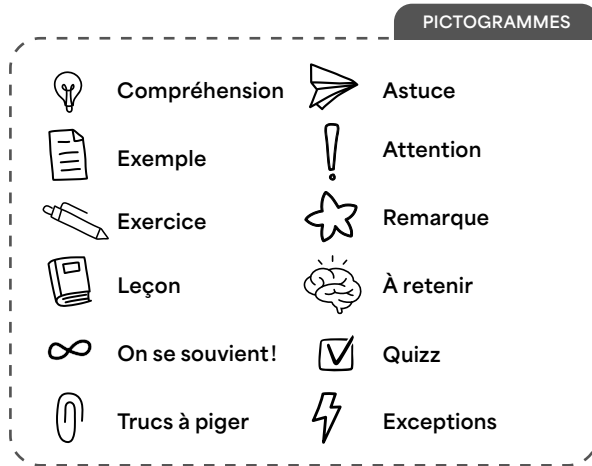 PICTOGRAMMES
Compréhension
Astuce
Exemple
Attention
Exercice
Remarque
Leçon
À retenir
On se souvient!
Quizz
Trucs à piger
Exceptions